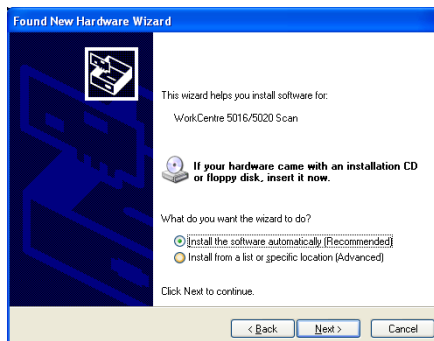 Found New Hardware Wizard
This wizard helps you install software for:
WorkCentre 5016/5020 Scan
If your hardware came with an installation CD
or floppy disk, insert it now.
What do you want the wizard to do?
Install the software automatically (Recommended)
Install from a list or specific location (Advanced)
Click Next to continue.
< Back Next > Cancel